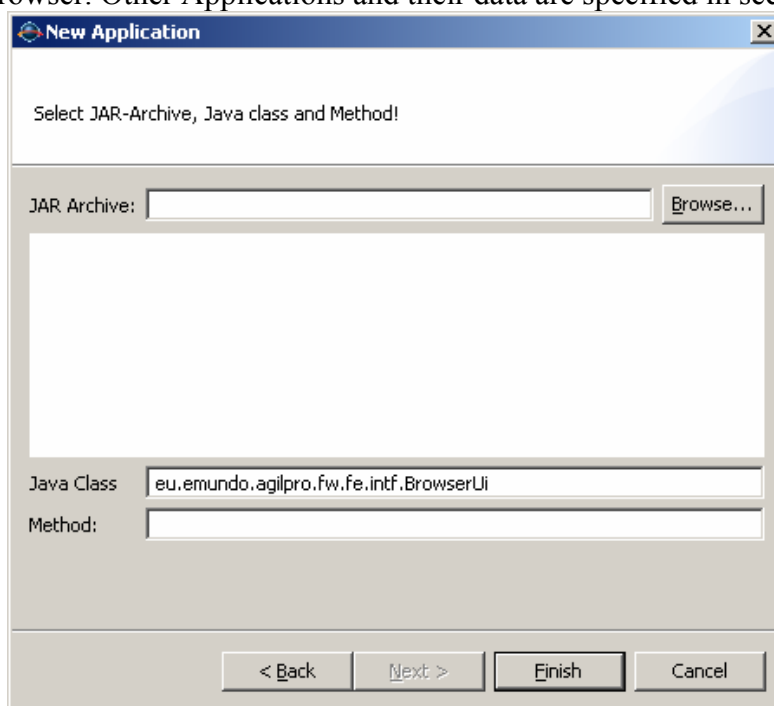 rowser. Other Applications and their data are specified in sec
New Application
Select JAR-Archive, Java class and Method!
JAR Archive:
Browse...
Java Class eu.emundo.agilpro.fw.fe.intf.BrowserUi
Method:
< Back Next > Finish Cancel